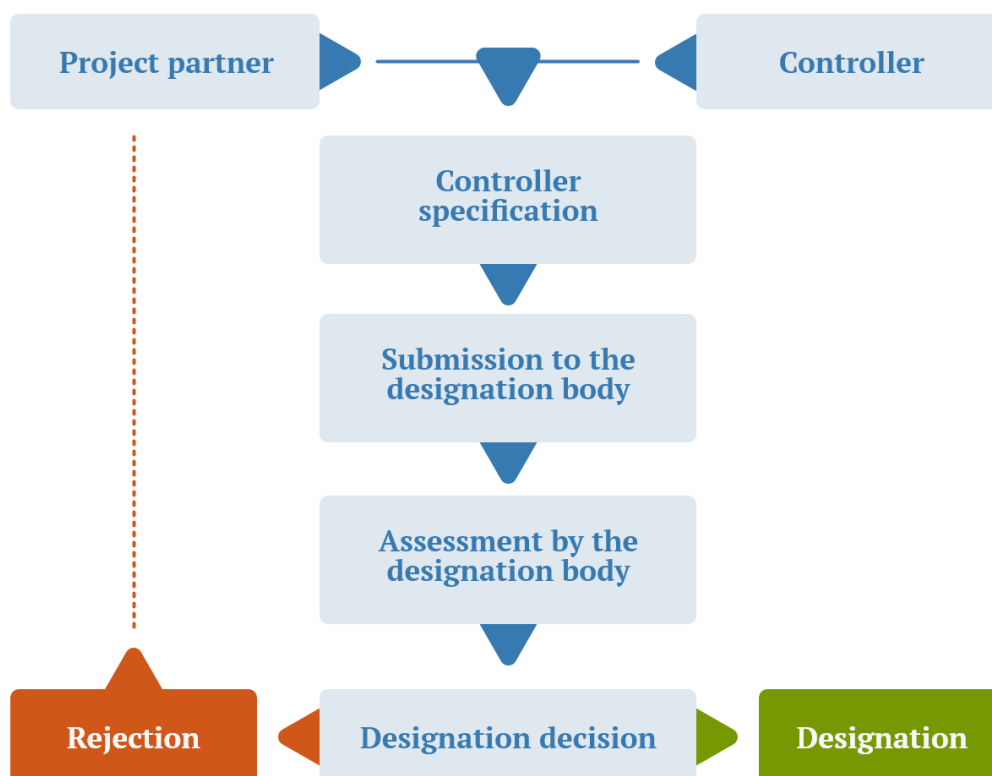 Project partner
Controller
Controller
specification
Submission to the
designation body
Assessment by the
designation body
Rejection
Designation decision
Designation